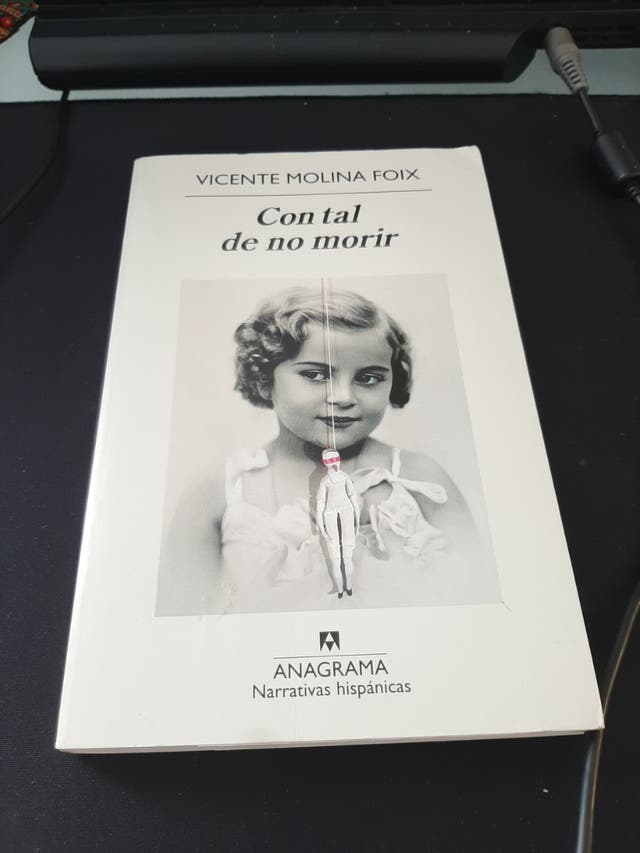 VICENTE MOLINA FOIX
Con tal
de no morir
ANAGRAMA
Narrativas hispánicas